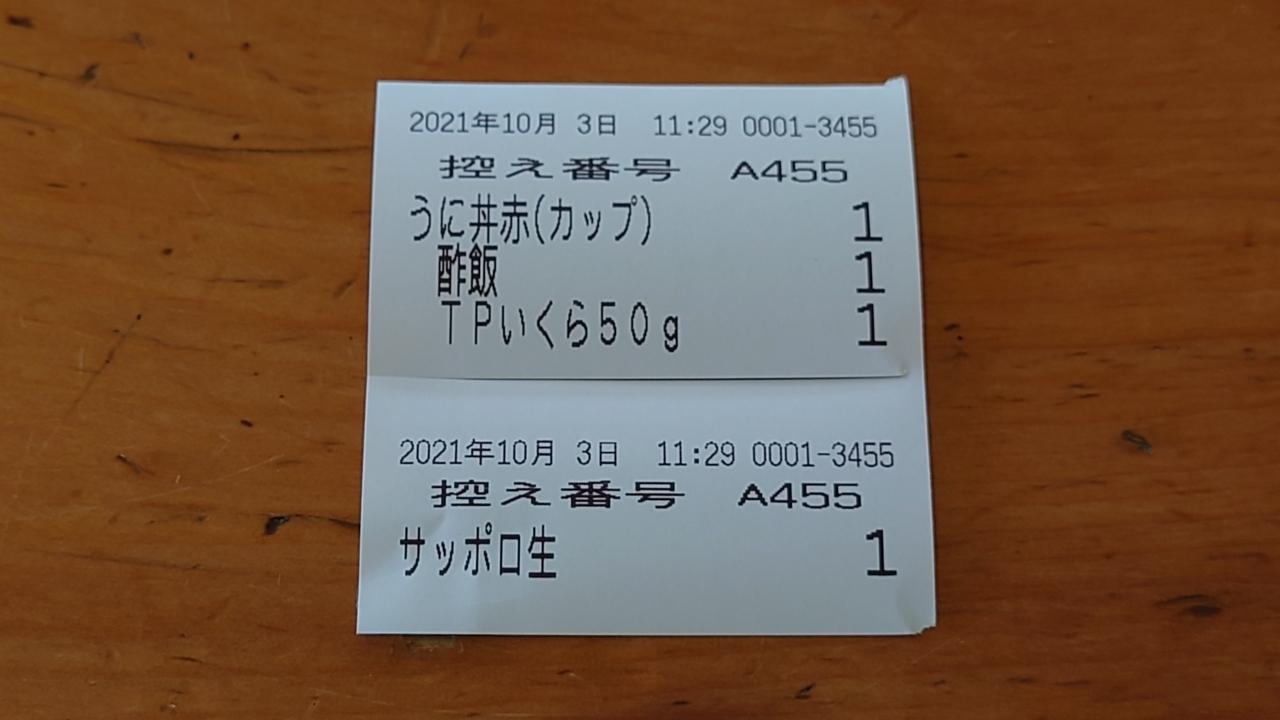 2021年10月 3日 11:29 0001-3455
控え番号 A455
うに丼赤(カップ) 1
酢飯 1
ＴＰいくら５０ｇ 1
2021年10月 3日 11:29 0001-3455
控え番号 A455
サッポロ生 1